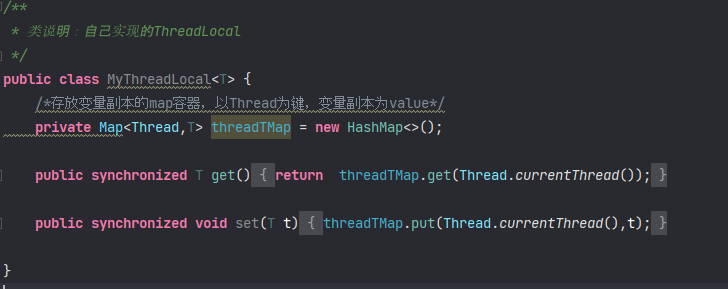 /**
 * 类说明：自己实现的ThreadLocal
 */
public class MyThreadLocal<T> {
    /*存放变量副本的map容器，以Thread为键，变量副本为value*/
    private Map<Thread,T> threadTMap = new HashMap<>();
    public synchronized T get() { return  threadTMap.get(Thread.currentThread()); }
    public synchronized void set(T t) { threadTMap.put(Thread.currentThread(),t); }
}